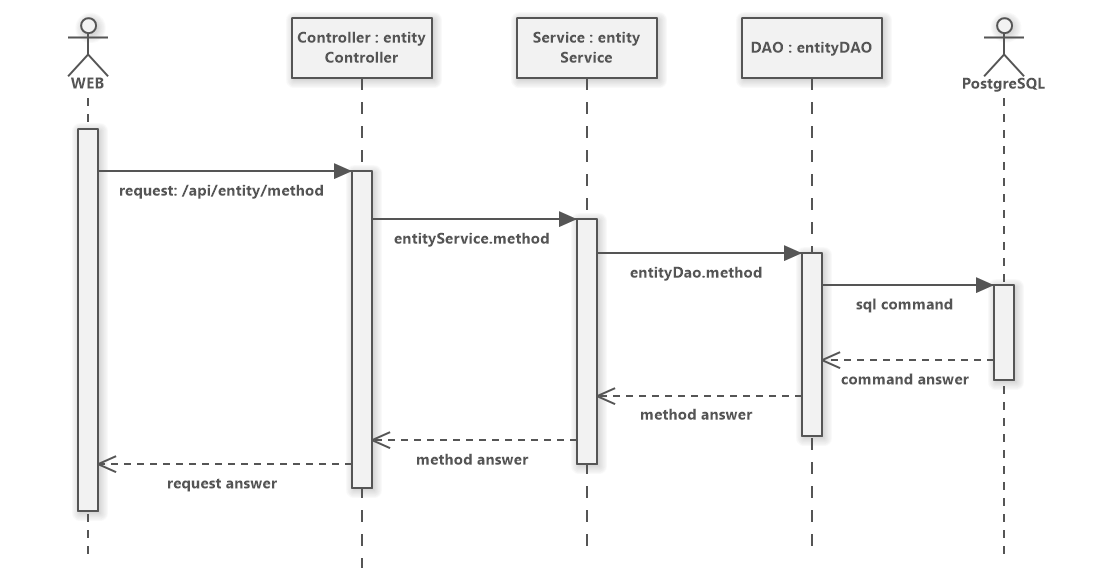 WEB
Controller : entity
Controller
Service : entity
Service
DAO : entityDAO
PostgreSQL
request: /api/entity/method
entityService.method
entityDao.method
sql command
command answer
method answer
method answer
request answer